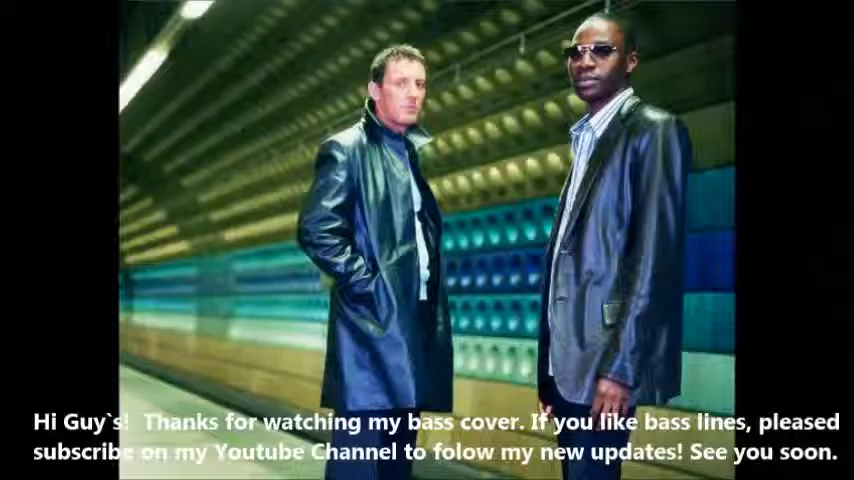 Hi Guy`s!  Thanks for watching my bass cover. If you like bass lines, pleased
subscribe on my Youtube Channel to folow my new updates! See you soon.